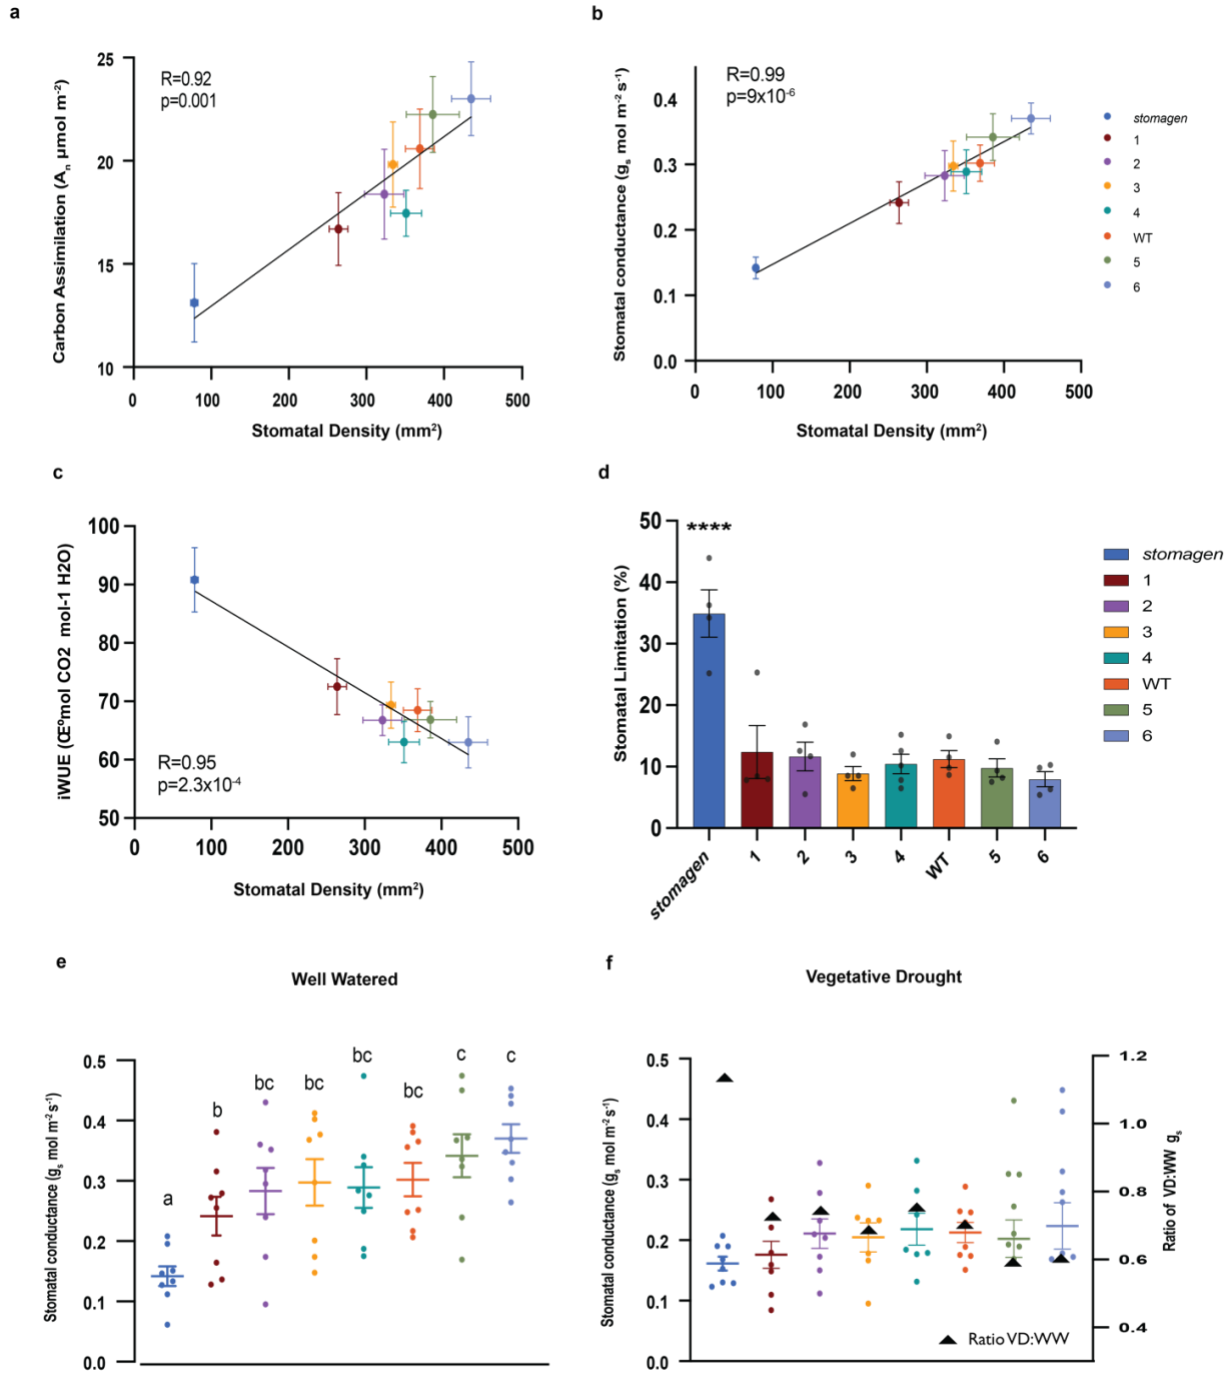 a
R=0.92
p=0.001
Carbon Assimilation (Aₙ µmol m⁻²)
25
20
15
10
0 100 200 300 400 500
Stomatal Density (mm²)
b
R=0.99
p=9x10⁻⁶
Stomatal conductance (gₛ mol m⁻² s⁻¹)
0.4
0.3
0.2
0.1
0.0
0 100 200 300 400 500
Stomatal Density (mm²)
stomagen
1
2
3
4
WT
5
6
c
iWUE (Œºmol CO2 mol-1 H2O)
100
90
80
70
60
50
R=0.95
p=2.3x10⁻⁴
0 100 200 300 400 500
Stomatal Density (mm²)
d
Stomatal Limitation (%)
50
40
30
20
10
0
****
stomagen 1 2 3 4 WT 5 6
stomagen
1
2
3
4
WT
5
6
e
Well Watered
Stomatal conductance (gₛ mol m⁻² s⁻¹)
0.5
0.4
0.3
0.2
0.1
0.0
a b bc bc bc bc c c
f
Vegetative Drought
Stomatal conductance (gₛ mol m⁻² s⁻¹)
0.5
0.4
0.3
0.2
0.1
0.0
1.2
1.0
0.8
0.6
0.4
Ratio of VD:WW gₛ
Ratio VD:WW